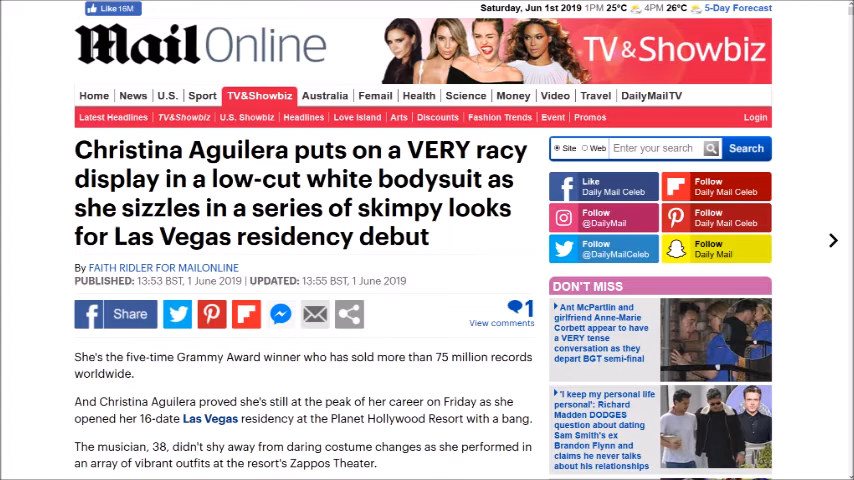 Like 16M
Saturday, Jun 1st 2019 1PM 25°C 4PM 26°C 5-Day Forecast
Mail Online
TV&Showbiz
Home News U.S. Sport TV&Showbiz Australia Femail Health Science Money Video Travel DailyMailTV
Latest Headlines TV&Showbiz U.S. Showbiz Headlines Love Island Arts Discounts Fashion Trends Event Promos Login
Christina Aguilera puts on a VERY racy
display in a low-cut white bodysuit as
she sizzles in a series of skimpy looks
for Las Vegas residency debut
By FAITH RIDLER FOR MAILONLINE
PUBLISHED: 13:53 BST, 1 June 2019 | UPDATED: 13:55 BST, 1 June 2019
Share
1
View comments
She's the five-time Grammy Award winner who has sold more than 75 million records
worldwide.
And Christina Aguilera proved she's still at the peak of her career on Friday as she
opened her 16-date Las Vegas residency at the Planet Hollywood Resort with a bang.
The musician, 38, didn't shy away from daring costume changes as she performed in
an array of vibrant outfits at the resort's Zappos Theater.
Site Web Enter your search Search
Like
Daily Mail Celeb
Follow
Daily Mail Celeb
Follow
@DailyMail
Follow
Daily Mail Celeb
Follow
@DailyMailCeleb
Follow
Daily Mail
DON'T MISS
Ant McPartlin and
girlfriend Anne-Marie
Corbett appear to have
a VERY tense
conversation as they
depart BGT semi-final
'I keep my personal life
personal': Richard
Madden DODGES
question about dating
Sam Smith's ex
Brandon Flynn and
claims he never talks
about his relationships